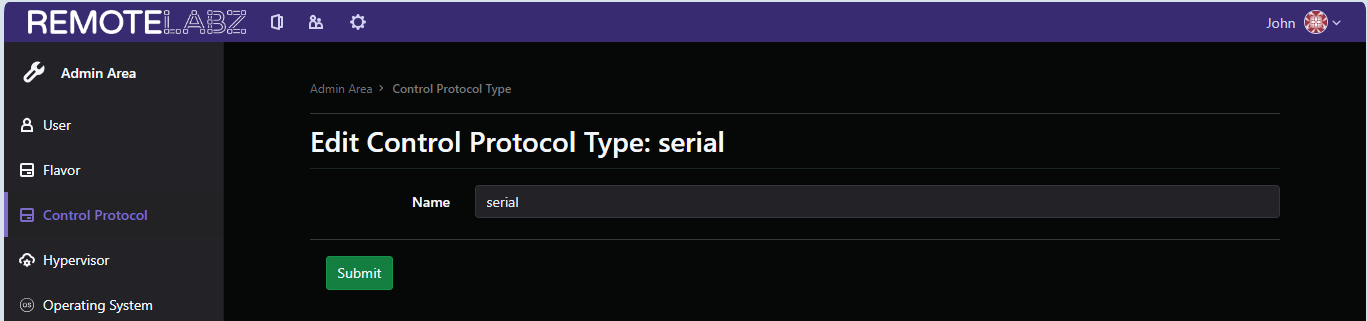 REMOTELABZ
John
Admin Area
User
Flavor
Control Protocol
Hypervisor
OS Operating System
Admin Area > Control Protocol Type
Edit Control Protocol Type: serial
Name serial
Submit